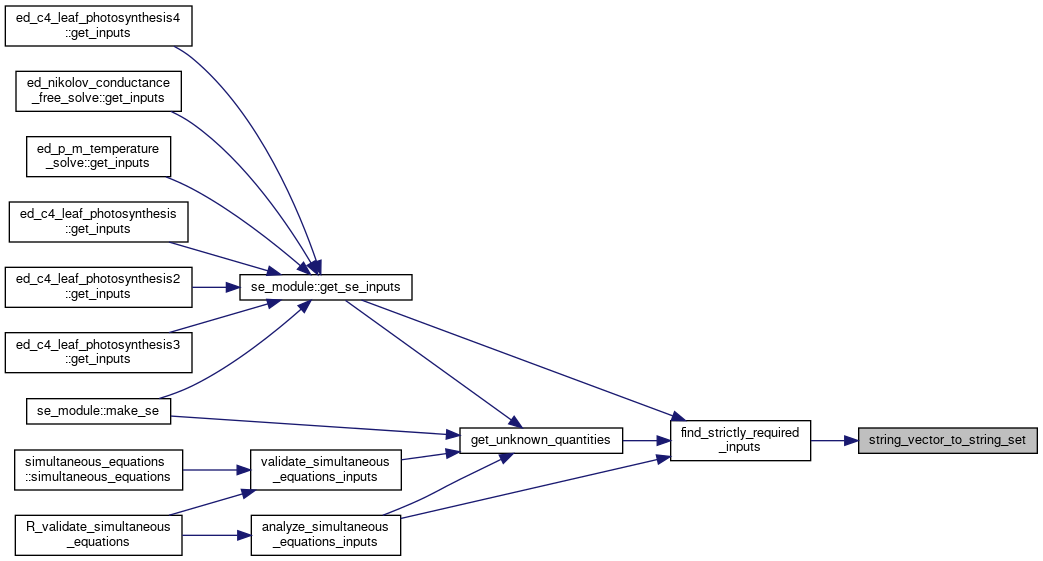 ed_c4_leaf_photosynthesis4
::get_inputs
ed_nikolov_conductance
_free_solve::get_inputs
ed_p_m_temperature
_solve::get_inputs
ed_c4_leaf_photosynthesis
::get_inputs
ed_c4_leaf_photosynthesis2
::get_inputs
ed_c4_leaf_photosynthesis3
::get_inputs
se_module::make_se
simultaneous_equations
::simultaneous_equations
R_validate_simultaneous
_equations
se_module::get_se_inputs
validate_simultaneous
_equations_inputs
analyze_simultaneous
_equations_inputs
get_unknown_quantities
find_strictly_required
_inputs
string_vector_to_string_set